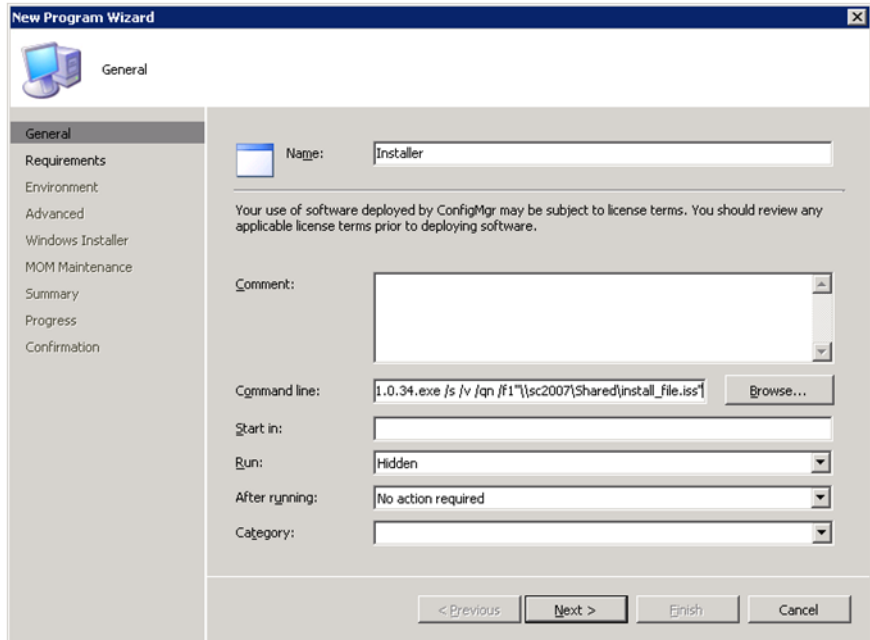 New Program Wizard
General
General
Requirements
Environment
Advanced
Windows Installer
MOM Maintenance
Summary
Progress
Confirmation
Name:
Installer
Your use of software deployed by ConfigMgr may be subject to license terms. You should review any
applicable license terms prior to deploying software.
Comment:
Command line:
1.0.34.exe /s /v /qn /f1"\\sc2007\Shared\install_file.iss"
Browse...
Start in:
Run:
Hidden
After running:
No action required
Category:
< Previous
Next >
Finish
Cancel